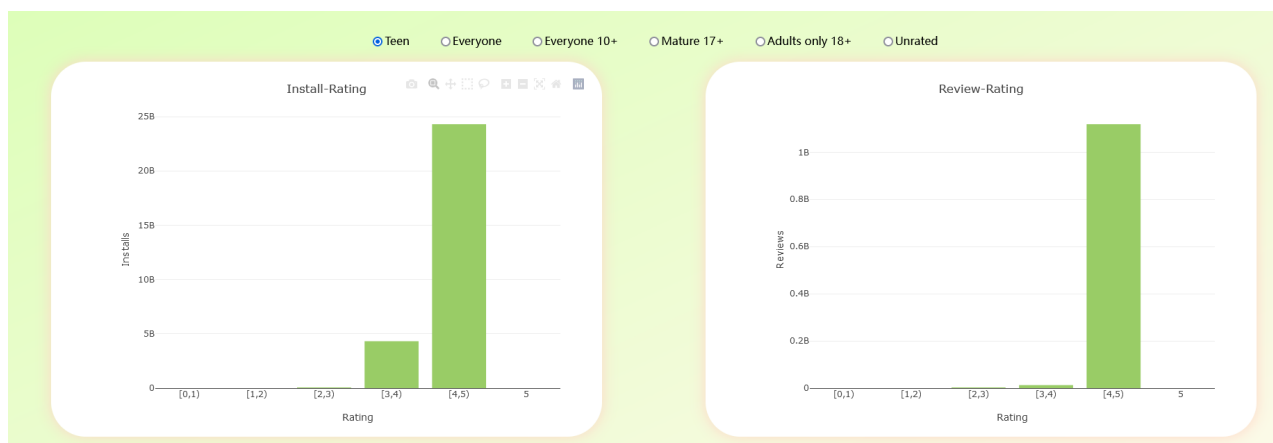 Teen Everyone Everyone 10+ Mature 17+ Adults only 18+ Unrated
Install-Rating
25B
20B
15B
10B
5B
0
Installs
[0,1) [1,2) [2,3) [3,4) [4,5) 5
Rating
Review-Rating
1B
0.8B
0.6B
0.4B
0.2B
0
Reviews
[0,1) [1,2) [2,3) [3,4) [4,5) 5
Rating